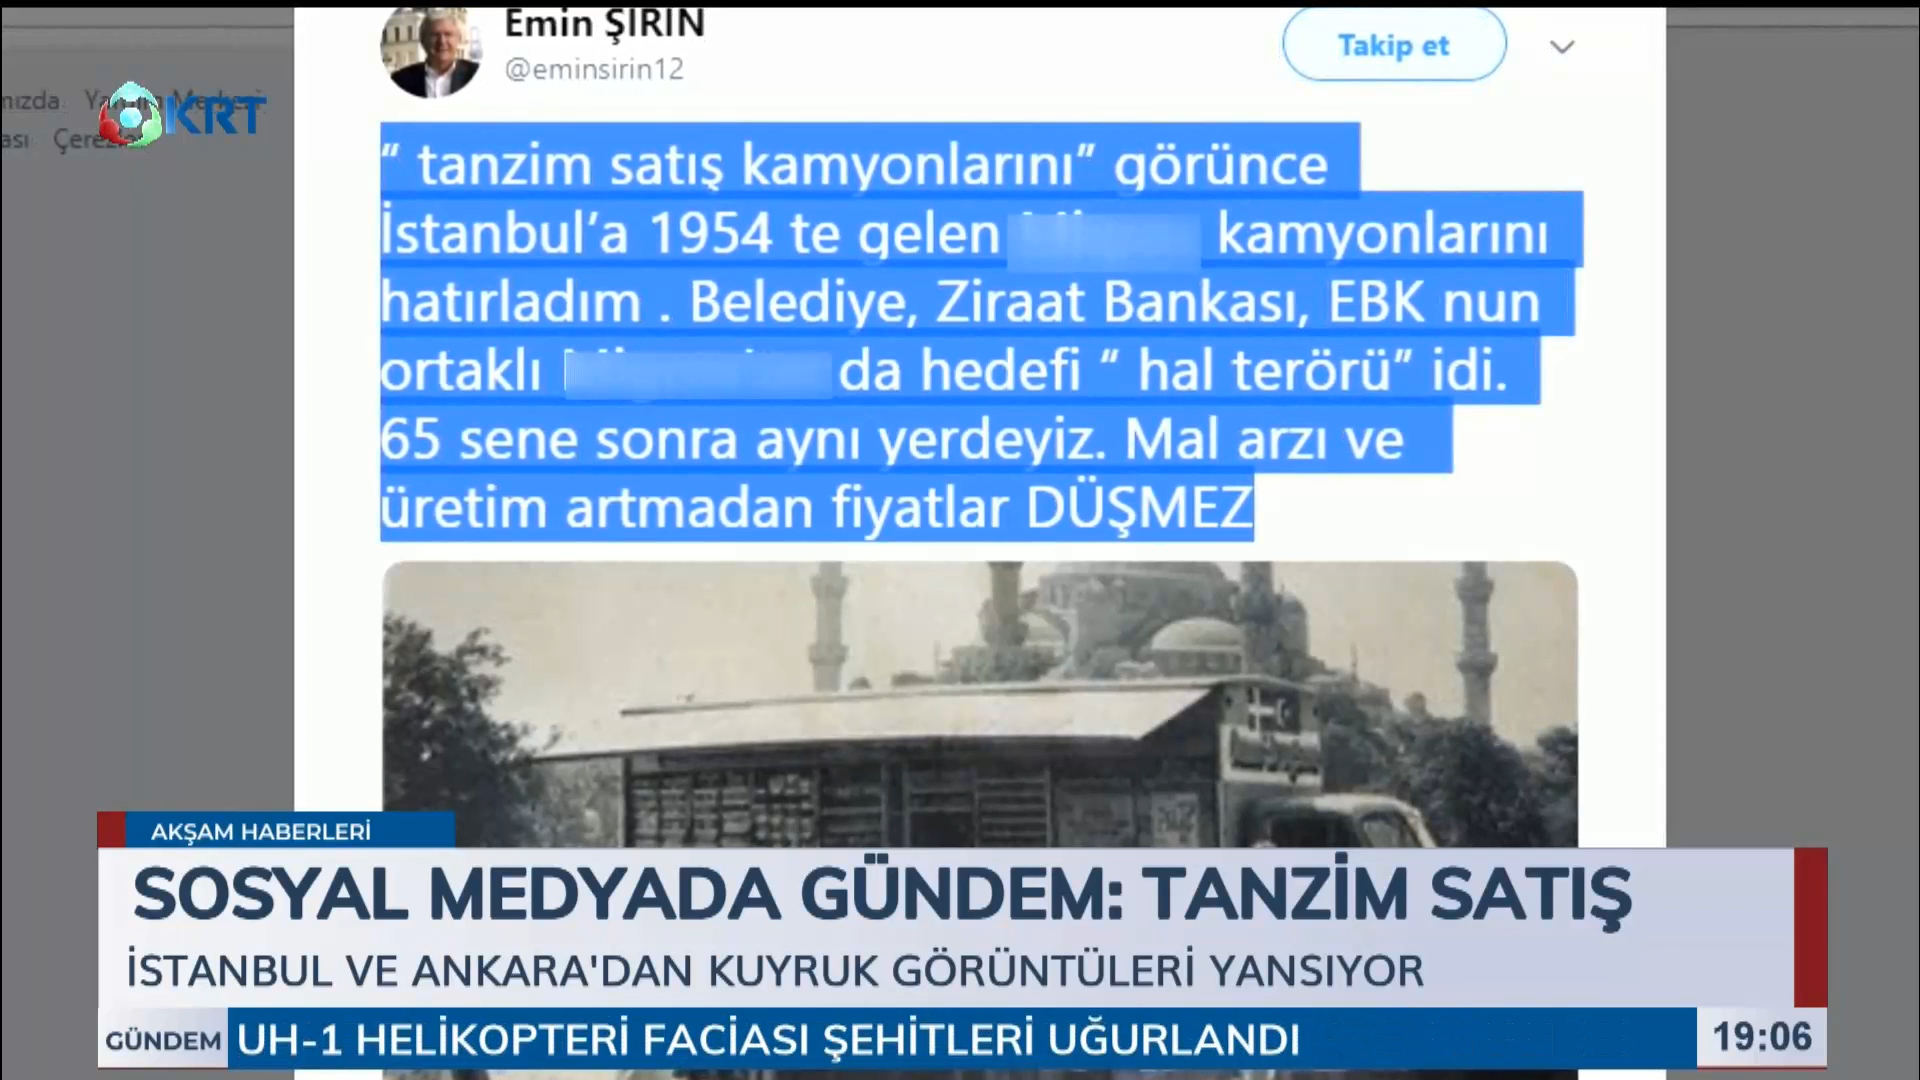 Emin ŞİRİN
@eminsirin12
Takip et
KRT
“ tanzim satış kamyonlarını” görünce
İstanbul’a 1954 te gelen kamyonlarını
hatırladım . Belediye, Ziraat Bankası, EBK nun
ortaklı da hedefi “ hal terörü” idi.
65 sene sonra aynı yerdeyiz. Mal arzı ve
üretim artmadan fiyatlar DÜŞMEZ
AKŞAM HABERLERİ
SOSYAL MEDYADA GÜNDEM: TANZİM SATIŞ
İSTANBUL VE ANKARA'DAN KUYRUK GÖRÜNTÜLERİ YANSIYOR
GÜNDEM UH-1 HELİKOPTERİ FACİASI ŞEHİTLERİ UĞURLANDI 19:06